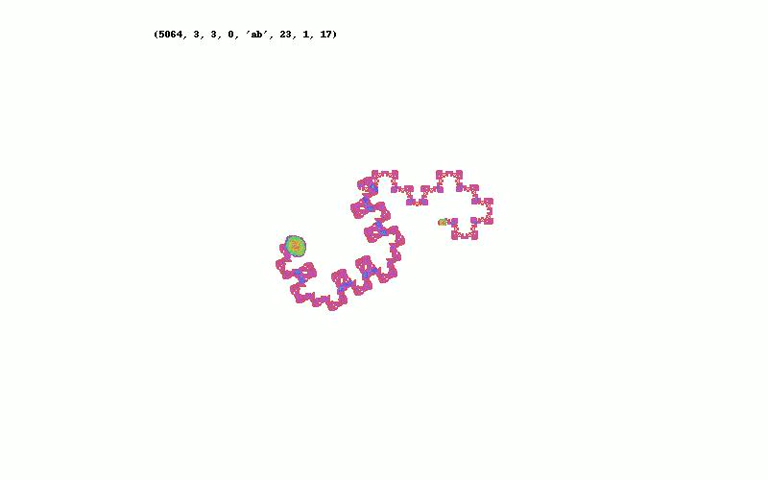 (5064, 3, 3, 0, 'ab', 23, 1, 17)